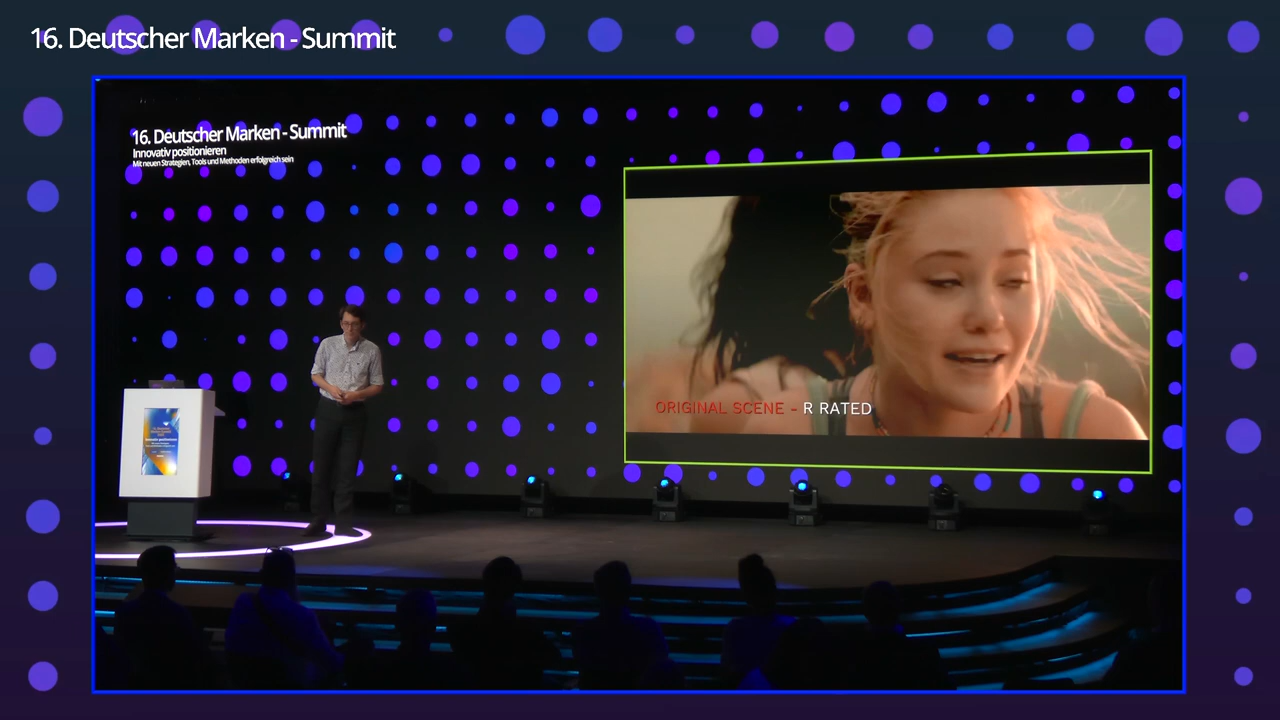 16. Deutscher Marken - Summit
16. Deutscher Marken - Summit
Innovativ positionieren
Mit neuen Strategien, Tools und Methoden erfolgreich sein
ORIGINAL SCENE – R RATED